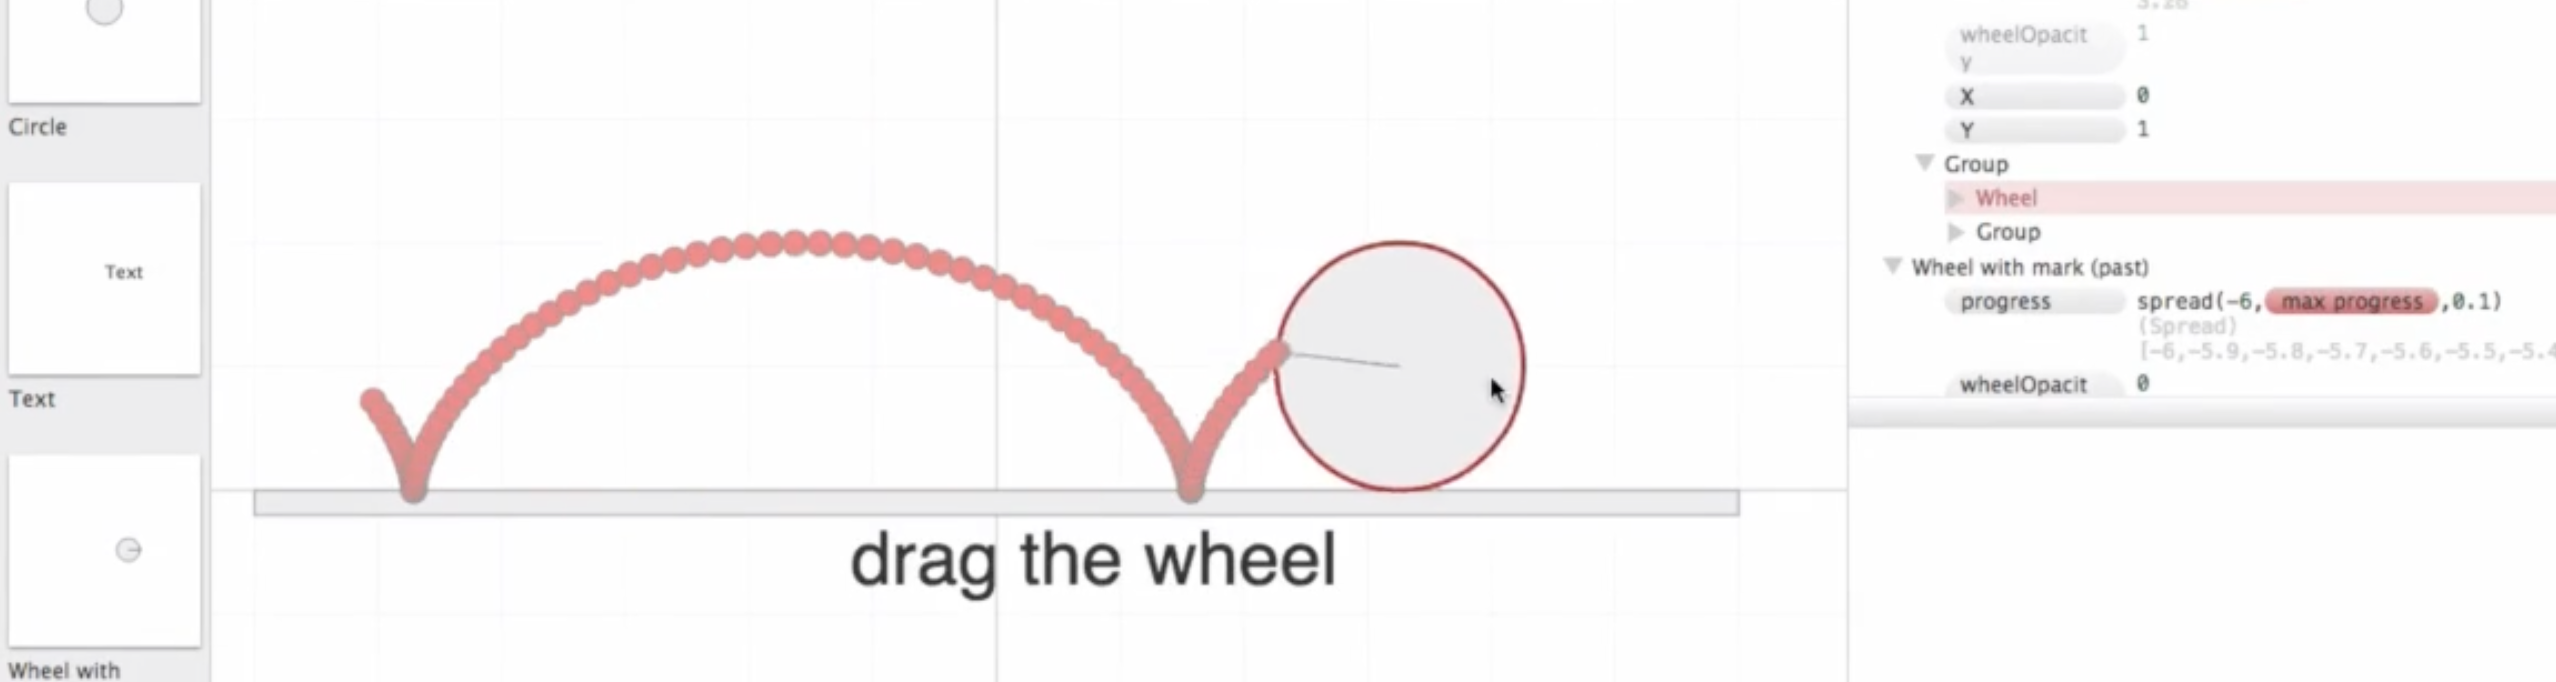 Circle
Text
Text
Wheel with
drag the wheel
3.28
wheelOpacit
y
1
X
0
Y
1
Group
Wheel
Group
Wheel with mark (past)
progress
spread(-6, max progress ,0.1)
(Spread)
[-6,-5.9,-5.8,-5.7,-5.6,-5.5,-5.4
wheelOpacit
0